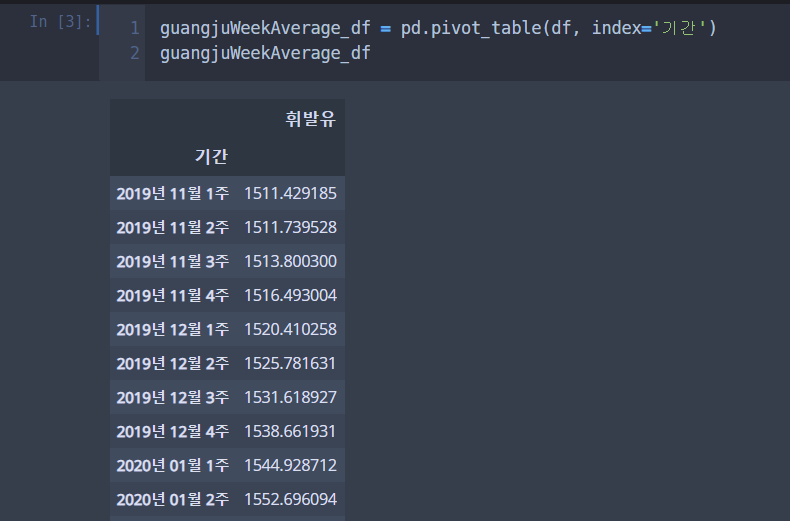 In [3]:
1 guangjuWeekAverage_df = pd.pivot_table(df, index='기간')
2 guangjuWeekAverage_df
휘발유
기간
2019년 11월 1주 1511.429185
2019년 11월 2주 1511.739528
2019년 11월 3주 1513.800300
2019년 11월 4주 1516.493004
2019년 12월 1주 1520.410258
2019년 12월 2주 1525.781631
2019년 12월 3주 1531.618927
2019년 12월 4주 1538.661931
2020년 01월 1주 1544.928712
2020년 01월 2주 1552.696094